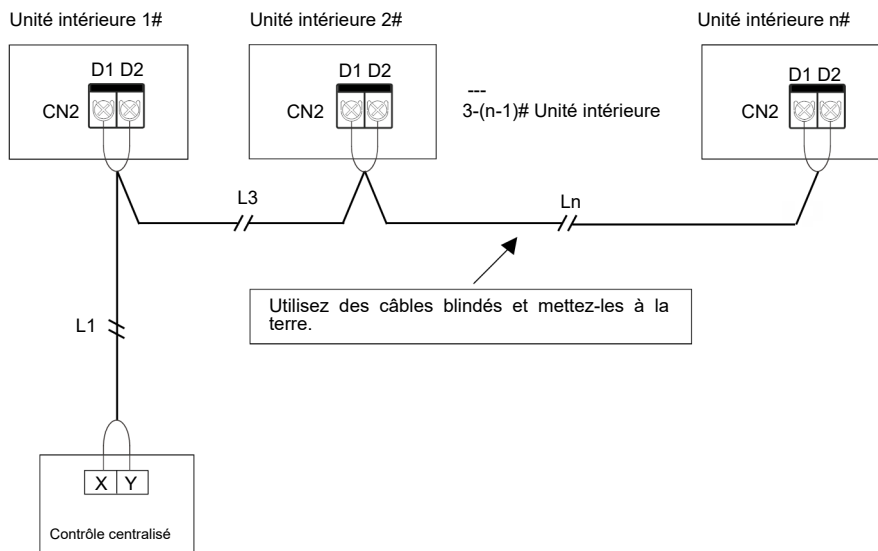 Unité intérieure 1#
Unité intérieure 2#
Unité intérieure n#
D1 D2
D1 D2
D1 D2
CN2
CN2
CN2
---
3-(n-1)# Unité intérieure
L3
Ln
Utilisez des câbles blindés et mettez-les à la
terre.
L1
X Y
Contrôle centralisé